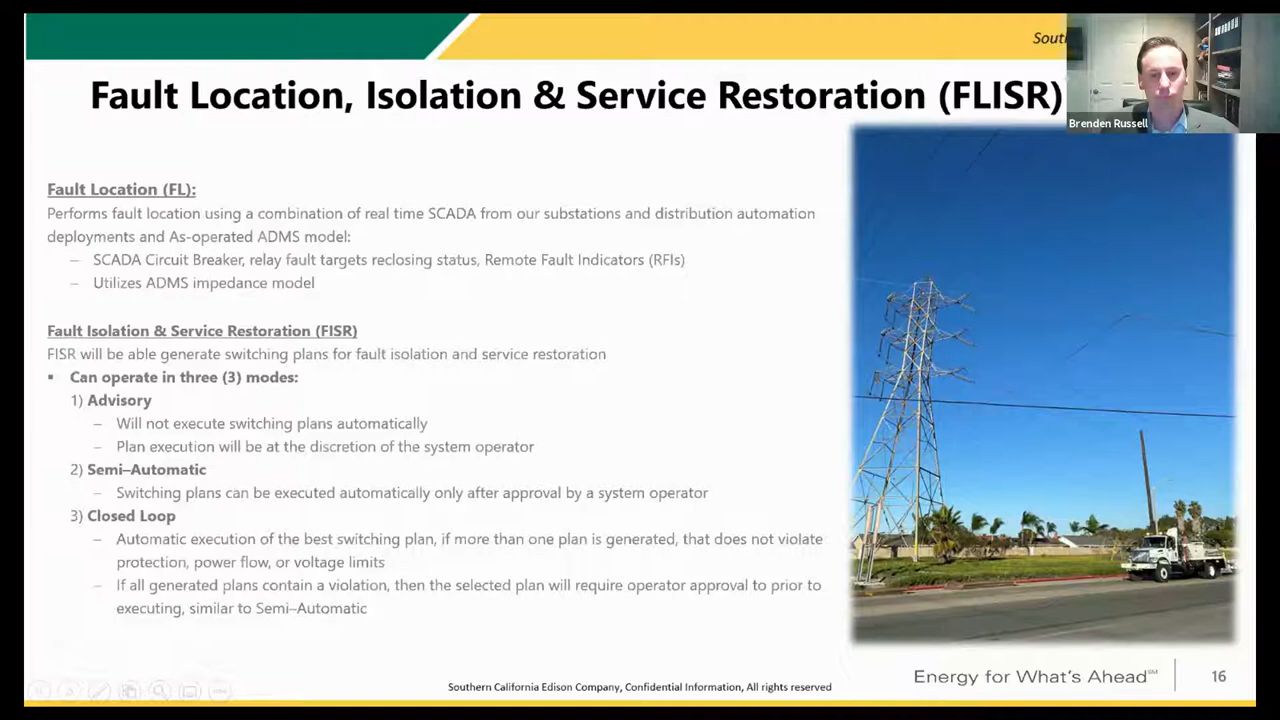 South
Fault Location, Isolation & Service Restoration (FLISR)
Brenden Russell
Fault Location (FL):
Performs fault location using a combination of real time SCADA from our substations and distribution automation
deployments and As-operated ADMS model:
– SCADA Circuit Breaker, relay fault targets reclosing status, Remote Fault Indicators (RFIs)
– Utilizes ADMS impedance model
Fault Isolation & Service Restoration (FISR)
FISR will be able generate switching plans for fault isolation and service restoration
▪ Can operate in three (3) modes:
1) Advisory
– Will not execute switching plans automatically
– Plan execution will be at the discretion of the system operator
2) Semi–Automatic
– Switching plans can be executed automatically only after approval by a system operator
3) Closed Loop
– Automatic execution of the best switching plan, if more than one plan is generated, that does not violate
protection, power flow, or voltage limits
– If all generated plans contain a violation, then the selected plan will require operator approval to prior to
executing, similar to Semi–Automatic
Southern California Edison Company, Confidential Information, All rights reserved
Energy for What's Ahead℠
16